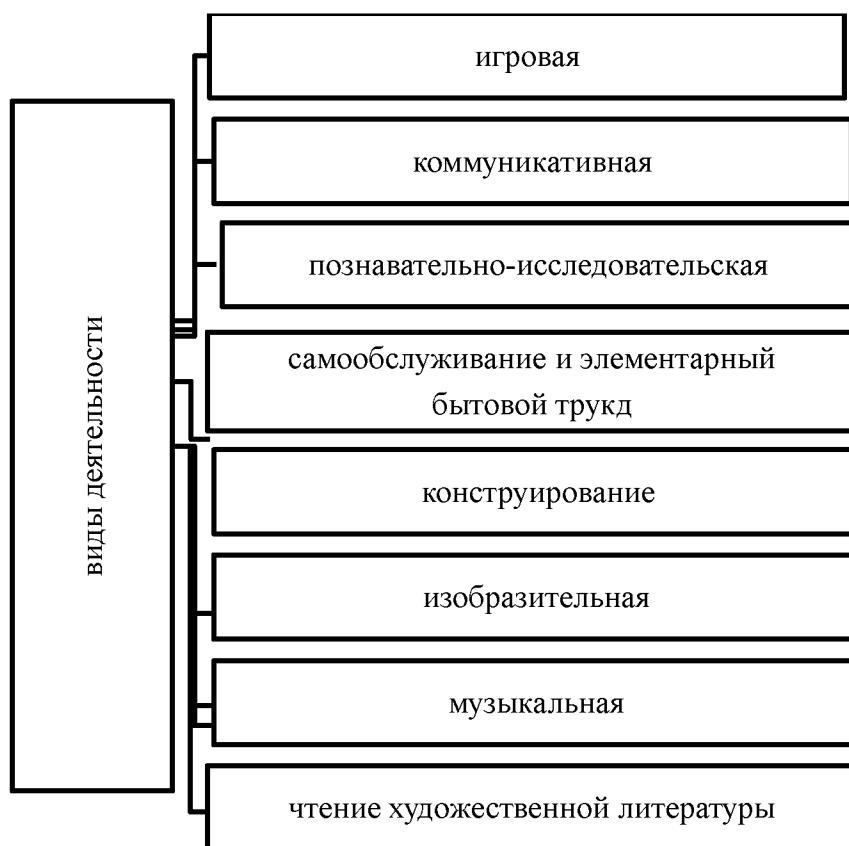 виды деятельности
игровая
коммуникативная
познавательно-исследовательская
самообслуживание и элементарный
бытовой трукд
конструирование
изобразительная
музыкальная
чтение художественной литературы